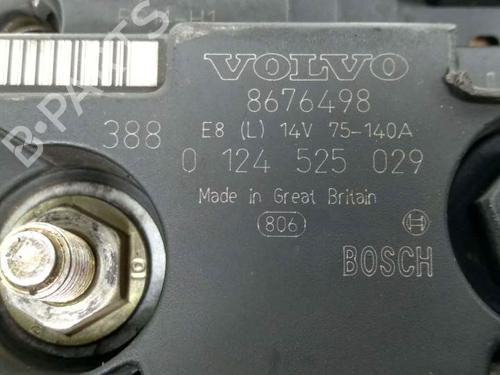 VOLVO
8676498
388 E8 (L) 14V 75-140A
0 124 525 029
Made in Great Britain
806
BOSCH
B-PARTS